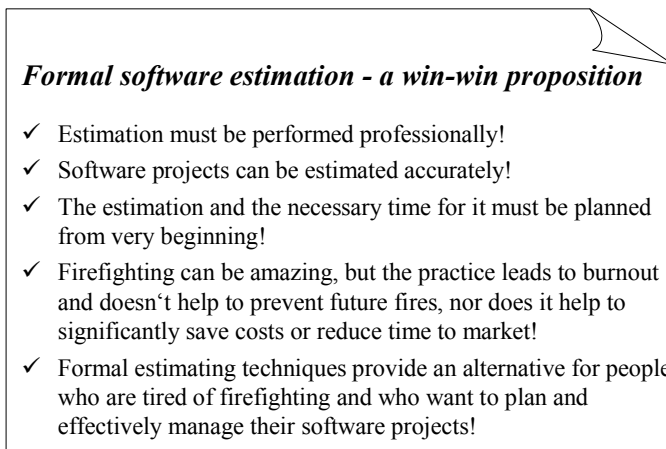 Formal software estimation - a win-win proposition
✓ Estimation must be performed professionally!
✓ Software projects can be estimated accurately!
✓ The estimation and the necessary time for it must be planned
from very beginning!
✓ Firefighting can be amazing, but the practice leads to burnout
and doesn‘t help to prevent future fires, nor does it help to
significantly save costs or reduce time to market!
✓ Formal estimating techniques provide an alternative for people
who are tired of firefighting and who want to plan and
effectively manage their software projects!